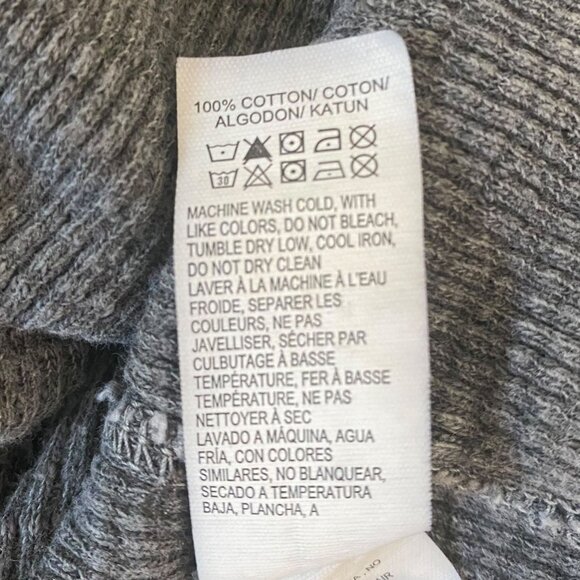 100% COTTON/ COTON/
ALGODON/ KATUN
30
MACHINE WASH COLD, WITH
LIKE COLORS, DO NOT BLEACH,
TUMBLE DRY LOW, COOL IRON,
DO NOT DRY CLEAN
LAVER À LA MACHINE À L'EAU
FROIDE, SEPARER LES
COULEURS, NE PAS
JAVELLISER, SÉCHER PAR
CULBUTAGE À BASSE
TEMPÉRATURE, FER À BASSE
TEMPÉRATURE, NE PAS
NETTOYER À SEC
LAVADO A MÁQUINA, AGUA
FRÍA, CON COLORES
SIMILARES, NO BLANQUEAR,
SECADO A TEMPERATURA
BAJA, PLANCHA, A
NO